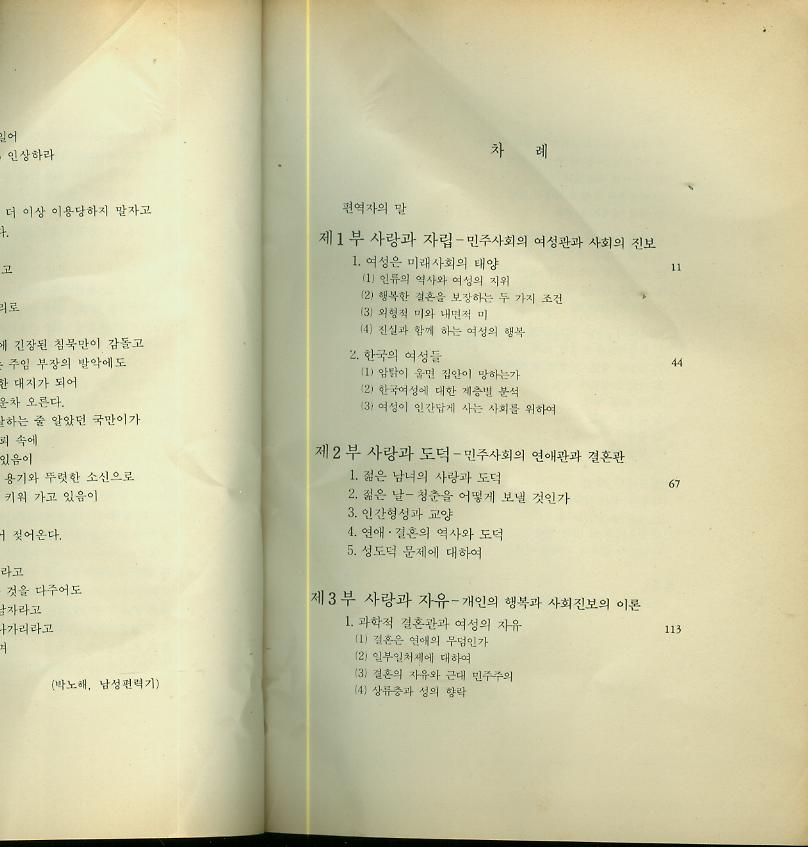 일어
인상하라
더 이상 이용당하지 말자고
다.
고
리로
에 긴장된 침묵만이 감돌고
주임 부장의 발악에도
한 대지가 되어
운차 오른다.
말하는 줄 알았던 국만이가
속에
있음이
용기와 뚜렷한 소신으로
키워 가고 있음이
젖어온다.
라고
것을 다주어도
남자라고
나가리라고
며
(박노해, 남성편력기)
차 례
편역자의 말
제1부 사랑과 자립-민주사회의 여성관과 사회의 진보
1. 여성은 미래사회의 태양 11
(1) 인류의 역사와 여성의 지위
(2) 행복한 결혼을 보장하는 두 가지 조건
(3) 외형적 미와 내면적 미
(4) 진실과 함께 하는 여성의 행복
2. 한국의 여성들 44
(1) 암탉이 울면 집안이 망하는가
(2) 한국여성에 대한 계층별 분석
(3) 여성이 인간답게 사는 사회를 위하여
제2부 사랑과 도덕-민주사회의 연애관과 결혼관
1. 젊은 남녀의 사랑과 도덕 67
2. 젊은 날-청춘을 어떻게 보낼 것인가
3. 인간형성과 교양
4. 연애·결혼의 역사와 도덕
5. 성도덕 문제에 대하여
제3부 사랑과 자유-개인의 행복과 사회진보의 이론
1. 과학적 결혼관과 여성의 자유 113
(1) 결혼은 연애의 무덤인가
(2) 일부일처제에 대하여
(3) 결혼의 자유와 근대 민주주의
(4) 상류층과 성의 향락